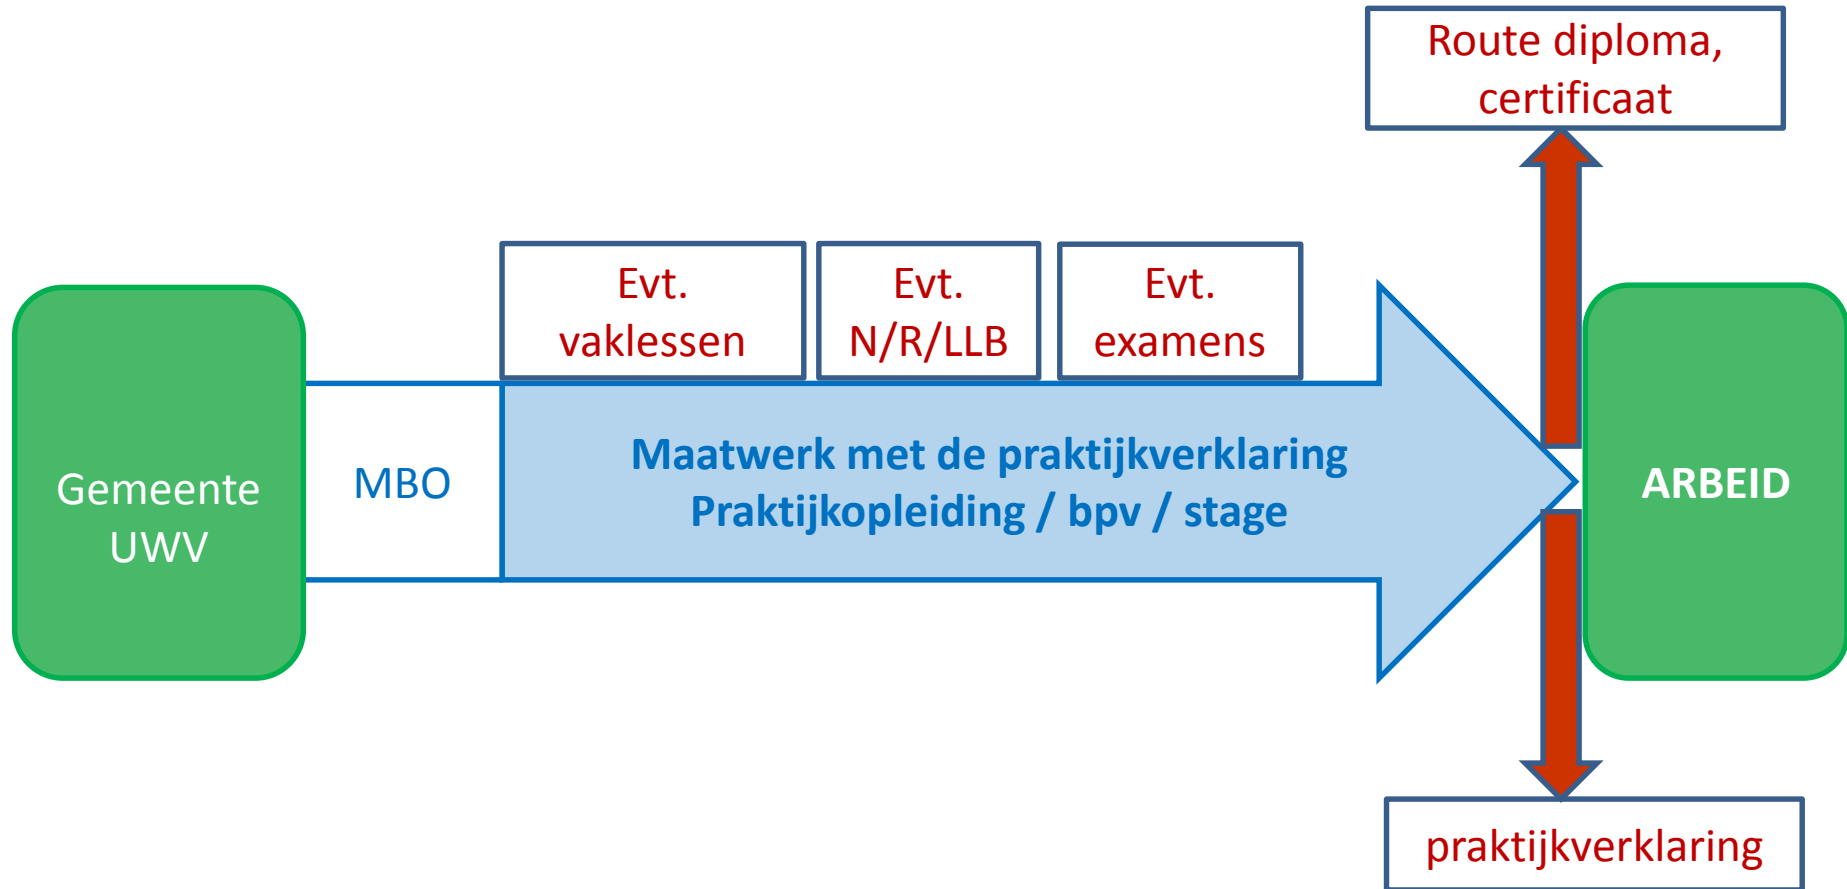 Route diploma,
certificaat
Evt.
vaklessen
Evt.
N/R/LLB
Evt.
examens
Gemeente
UWV
MBO
Maatwerk met de praktijkverklaring
Praktijkopleiding / bpv / stage
ARBEID
praktijkverklaring